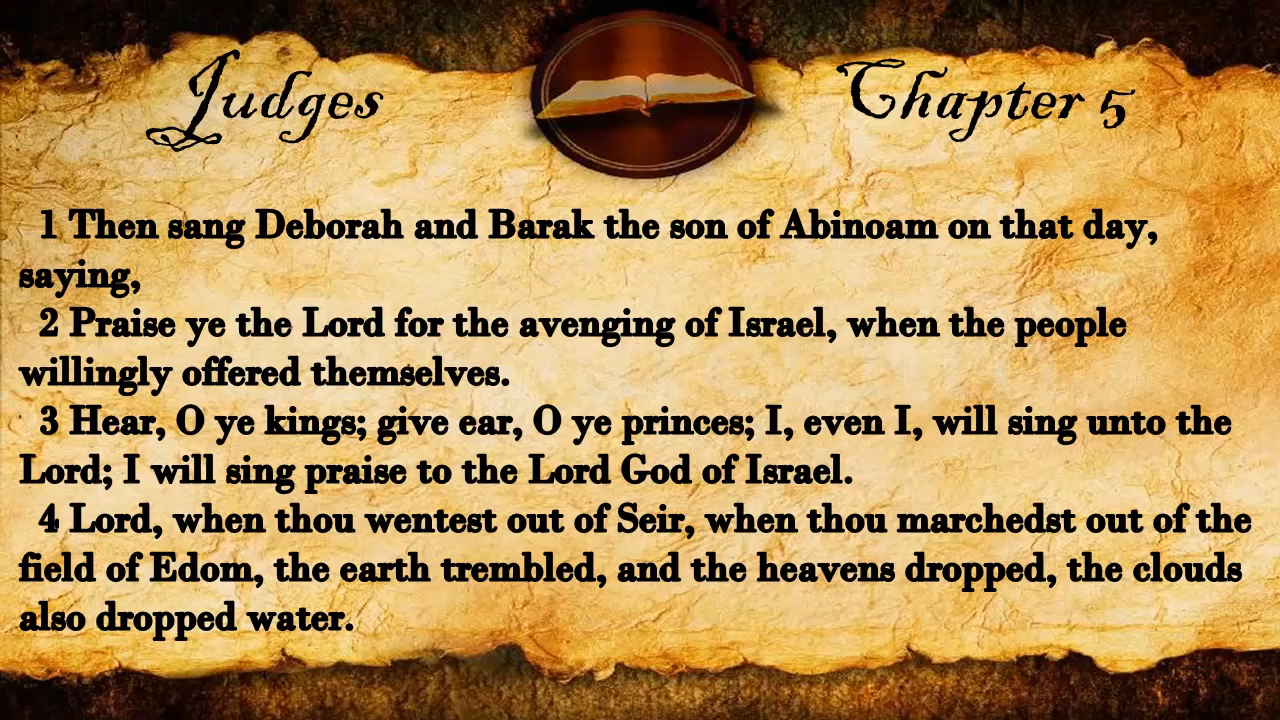 Judges
Chapter 5
1 Then sang Deborah and Barak the son of Abinoam on that day,
saying,
2 Praise ye the Lord for the avenging of Israel, when the people
willingly offered themselves.
3 Hear, O ye kings; give ear, O ye princes; I, even I, will sing unto the
Lord; I will sing praise to the Lord God of Israel.
4 Lord, when thou wentest out of Seir, when thou marchedst out of the
field of Edom, the earth trembled, and the heavens dropped, the clouds
also dropped water.